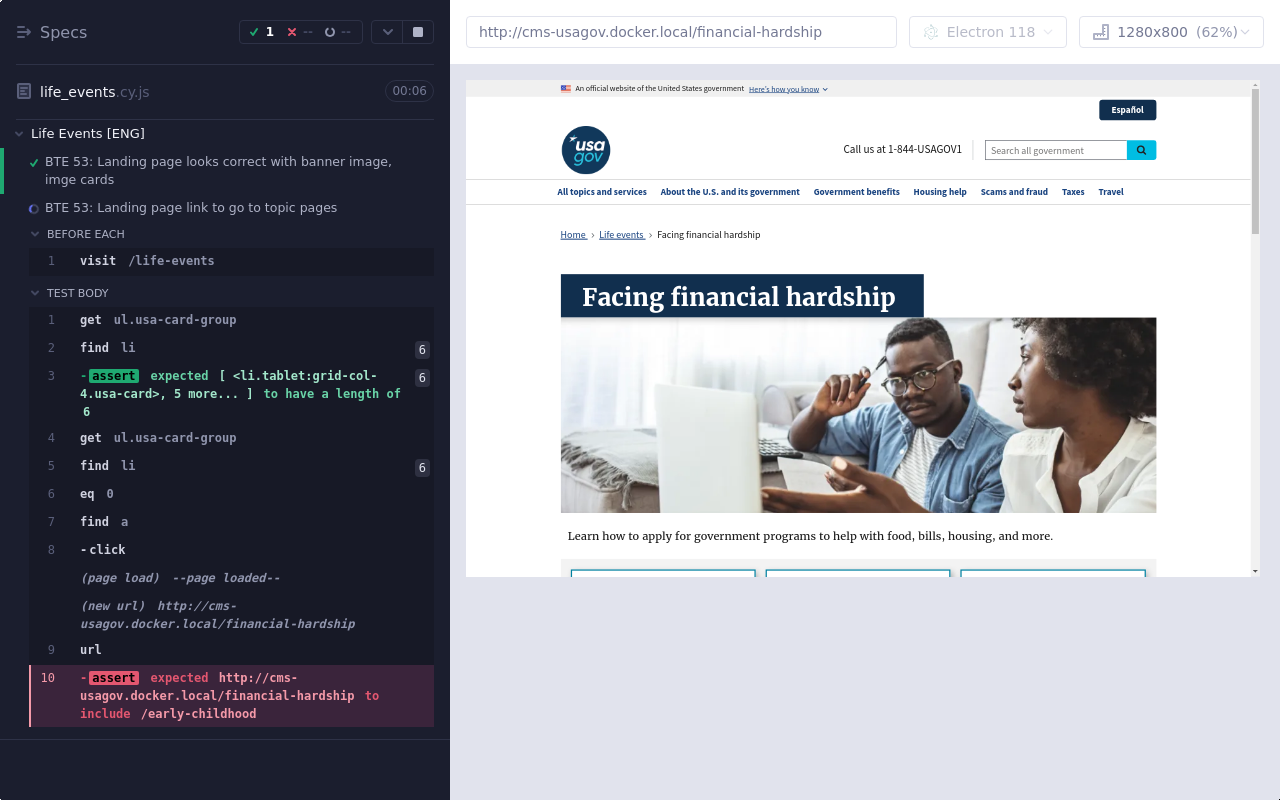 Specs
1
--
--
life_events.cy.js
00:06
Life Events [ENG]
BTE 53: Landing page looks correct with banner image,
imge cards
BTE 53: Landing page link to go to topic pages
BEFORE EACH
1 visit /life-events
TEST BODY
1 get ul.usa-card-group
2 find li 6
3 -assert expected [ <li.tablet:grid-col- 6
4.usa-card>, 5 more... ] to have a length of
6
4 get ul.usa-card-group
5 find li 6
6 eq 0
7 find a
8 -click
(page load) --page loaded--
(new url) http://cms-
usagov.docker.local/financial-hardship
9 url
10 -assert expected http://cms-
usagov.docker.local/financial-hardship to
include /early-childhood
http://cms-usagov.docker.local/financial-hardship
Electron 118
1280x800 (62%)
An official website of the United States government Here's how you know
Español
usa
gov
Call us at 1-844-USAGOV1
Search all government
All topics and services About the U.S. and its government Government benefits Housing help Scams and fraud Taxes Travel
Home › Life events › Facing financial hardship
Facing financial hardship
Learn how to apply for government programs to help with food, bills, housing, and more.